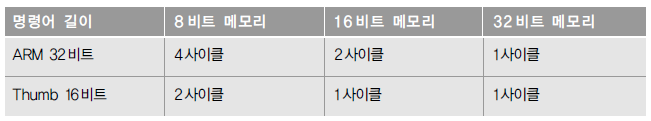 명령어 길이 8비트 메모리 16비트 메모리 32비트 메모리
ARM 32비트 4사이클 2사이클 1사이클
Thumb 16비트 2사이클 1사이클 1사이클